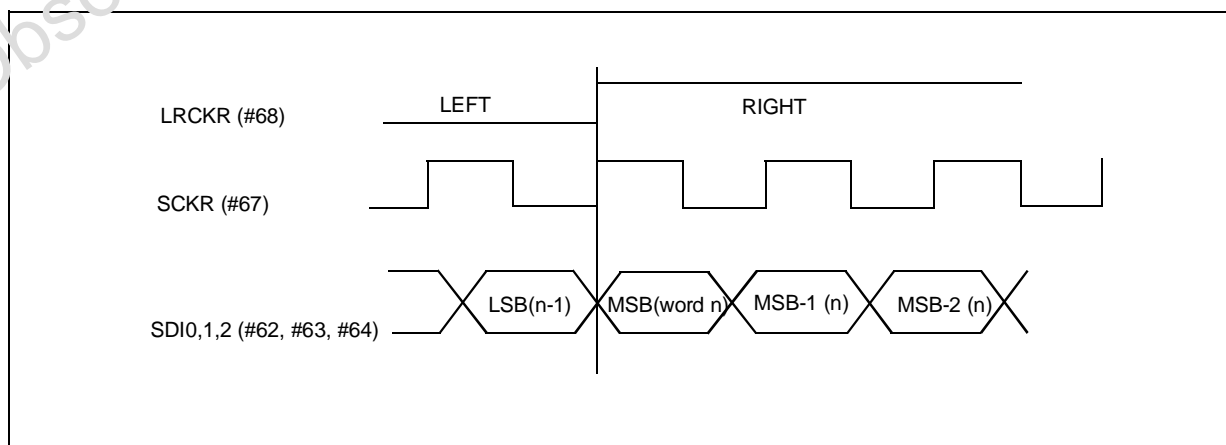 LRCKR (#68)
LEFT
RIGHT
SCKR (#67)
SDI0,1,2 (#62, #63, #64)
LSB(n-1)
MSB(word n)
MSB-1 (n)
MSB-2 (n)